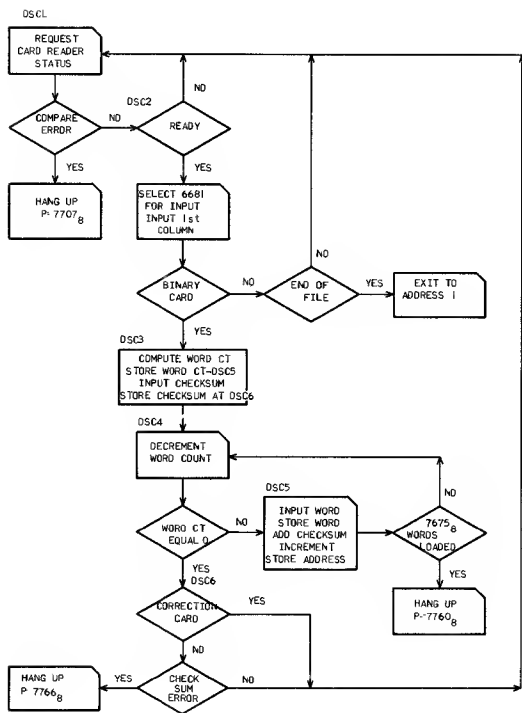 DSC1
REQUEST
CARD READER
STATUS
COMPARE
ERROR
NO
DSC2
READY
NO
YES
HANG UP
P=7707₈
YES
SELECT 6681
FOR INPUT
INPUT 1st
COLUMN
BINARY
CARD
NO
END OF
FILE
NO
YES
EXIT TO
ADDRESS 1
YES
DSC3
COMPUTE WORD CT
STORE WORD CT-DSC5
INPUT CHECKSUM
STORE CHECKSUM AT DSC6
DSC4
DECREMENT
WORD COUNT
WORD CT
EQUAL 0
NO
DSC5
INPUT WORD
STORE WORD
ADD CHECKSUM
INCREMENT
STORE ADDRESS
7675₈
WORDS
LOADED
NO
YES
HANG UP
P=7760₈
YES
DSC6
CORRECTION
CARD
YES
NO
CHECK
SUM
ERROR
NO
YES
HANG UP
P 7766₈